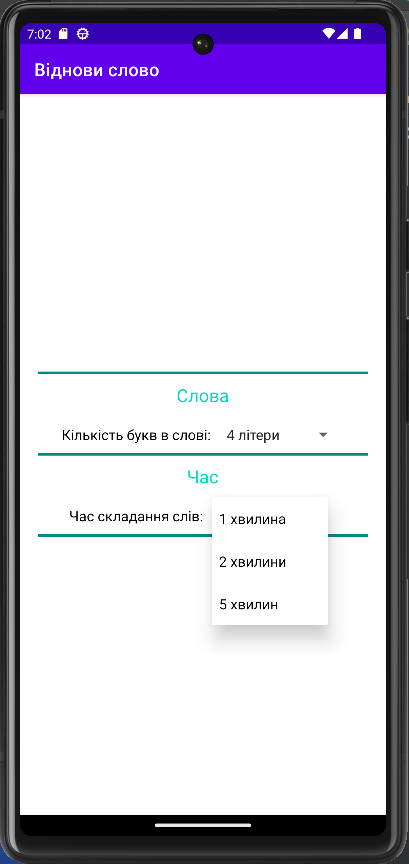 7:02
Віднови слово
Слова
Кількість букв в слові: 4 літери
Час
Час складання слів:
1 хвилина
2 хвилини
5 хвилин